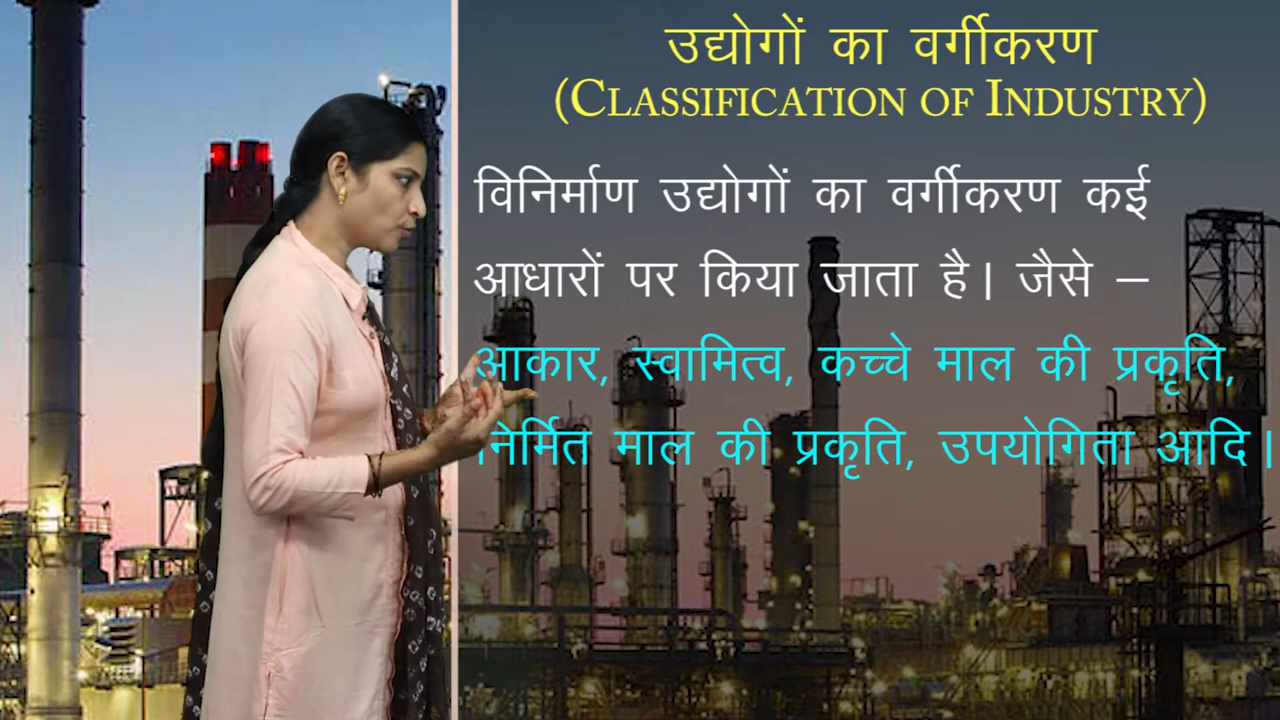 उद्योगों का वर्गीकरण
(Classification of Industry)
विनिर्माण उद्योगों का वर्गीकरण कई
आधारों पर किया जाता है। जैसे –
आकार, स्वामित्व, कच्चे माल की प्रकृति,
निर्मित माल की प्रकृति, उपयोगिता आदि।